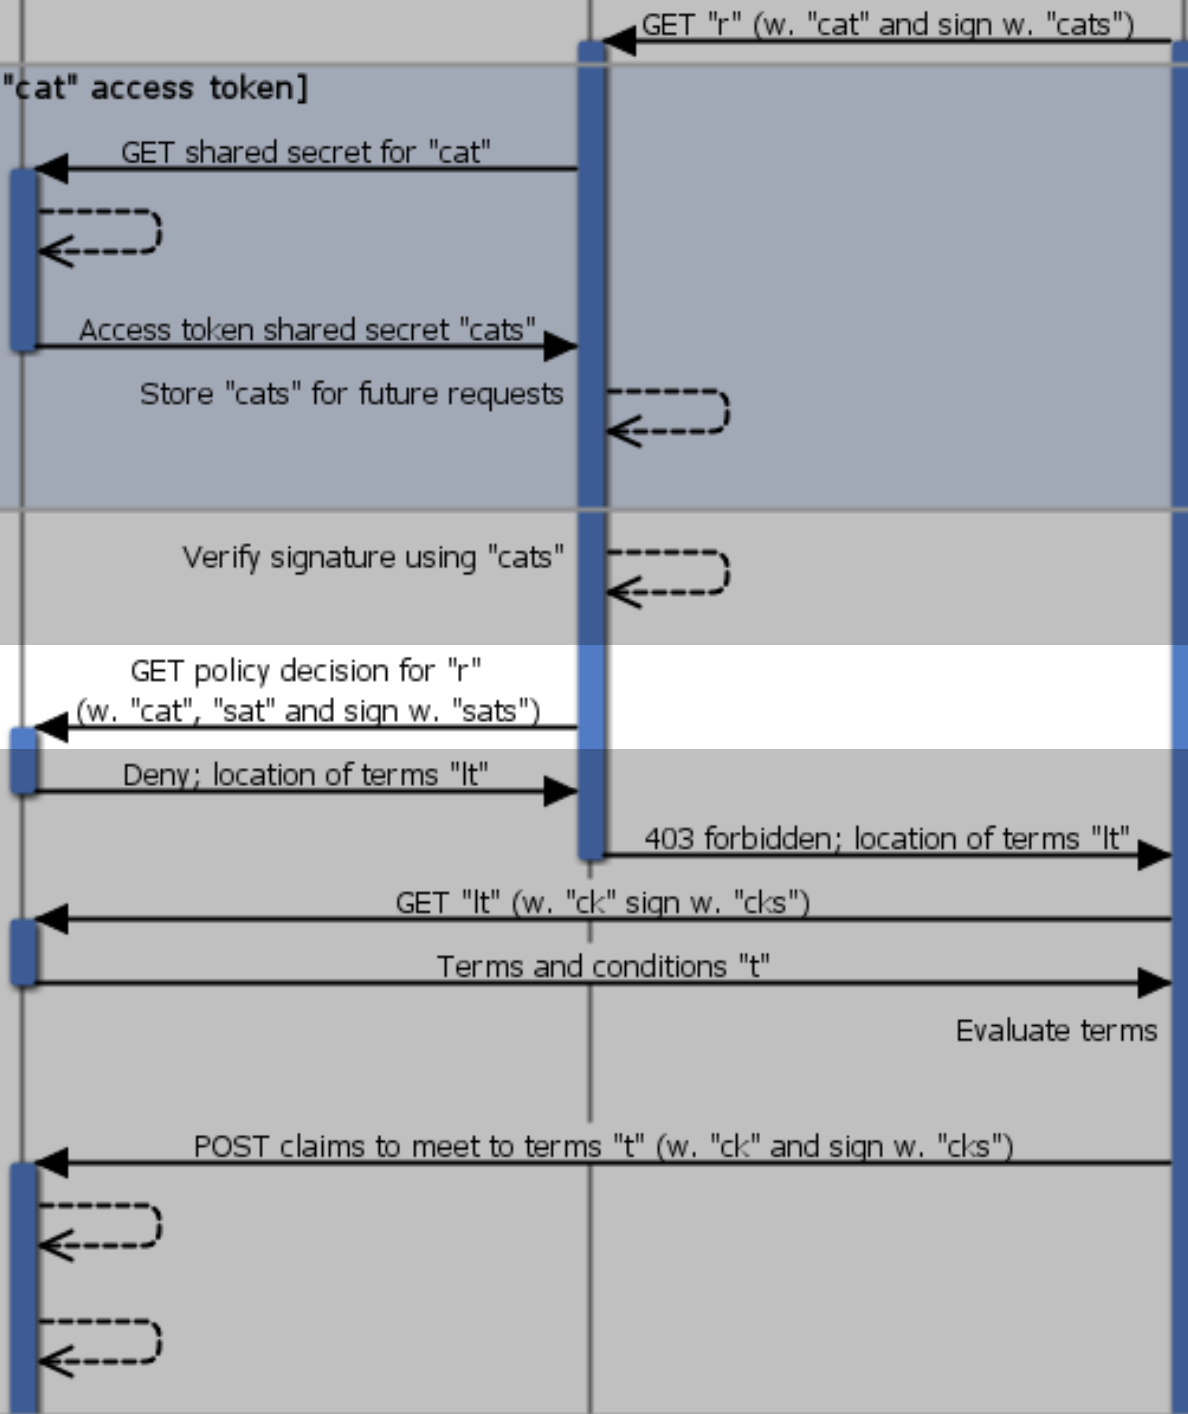 GET "r" (w. "cat" and sign w. "cats")
"cat" access token]
GET shared secret for "cat"
Access token shared secret "cats"
Store "cats" for future requests
Verify signature using "cats"
GET policy decision for "r"
(w. "cat", "sat" and sign w. "sats")
Deny; location of terms "lt"
403 forbidden; location of terms "lt"
GET "lt" (w. "ck" sign w. "cks")
Terms and conditions "t"
Evaluate terms
POST claims to meet to terms "t" (w. "ck" and sign w. "cks")